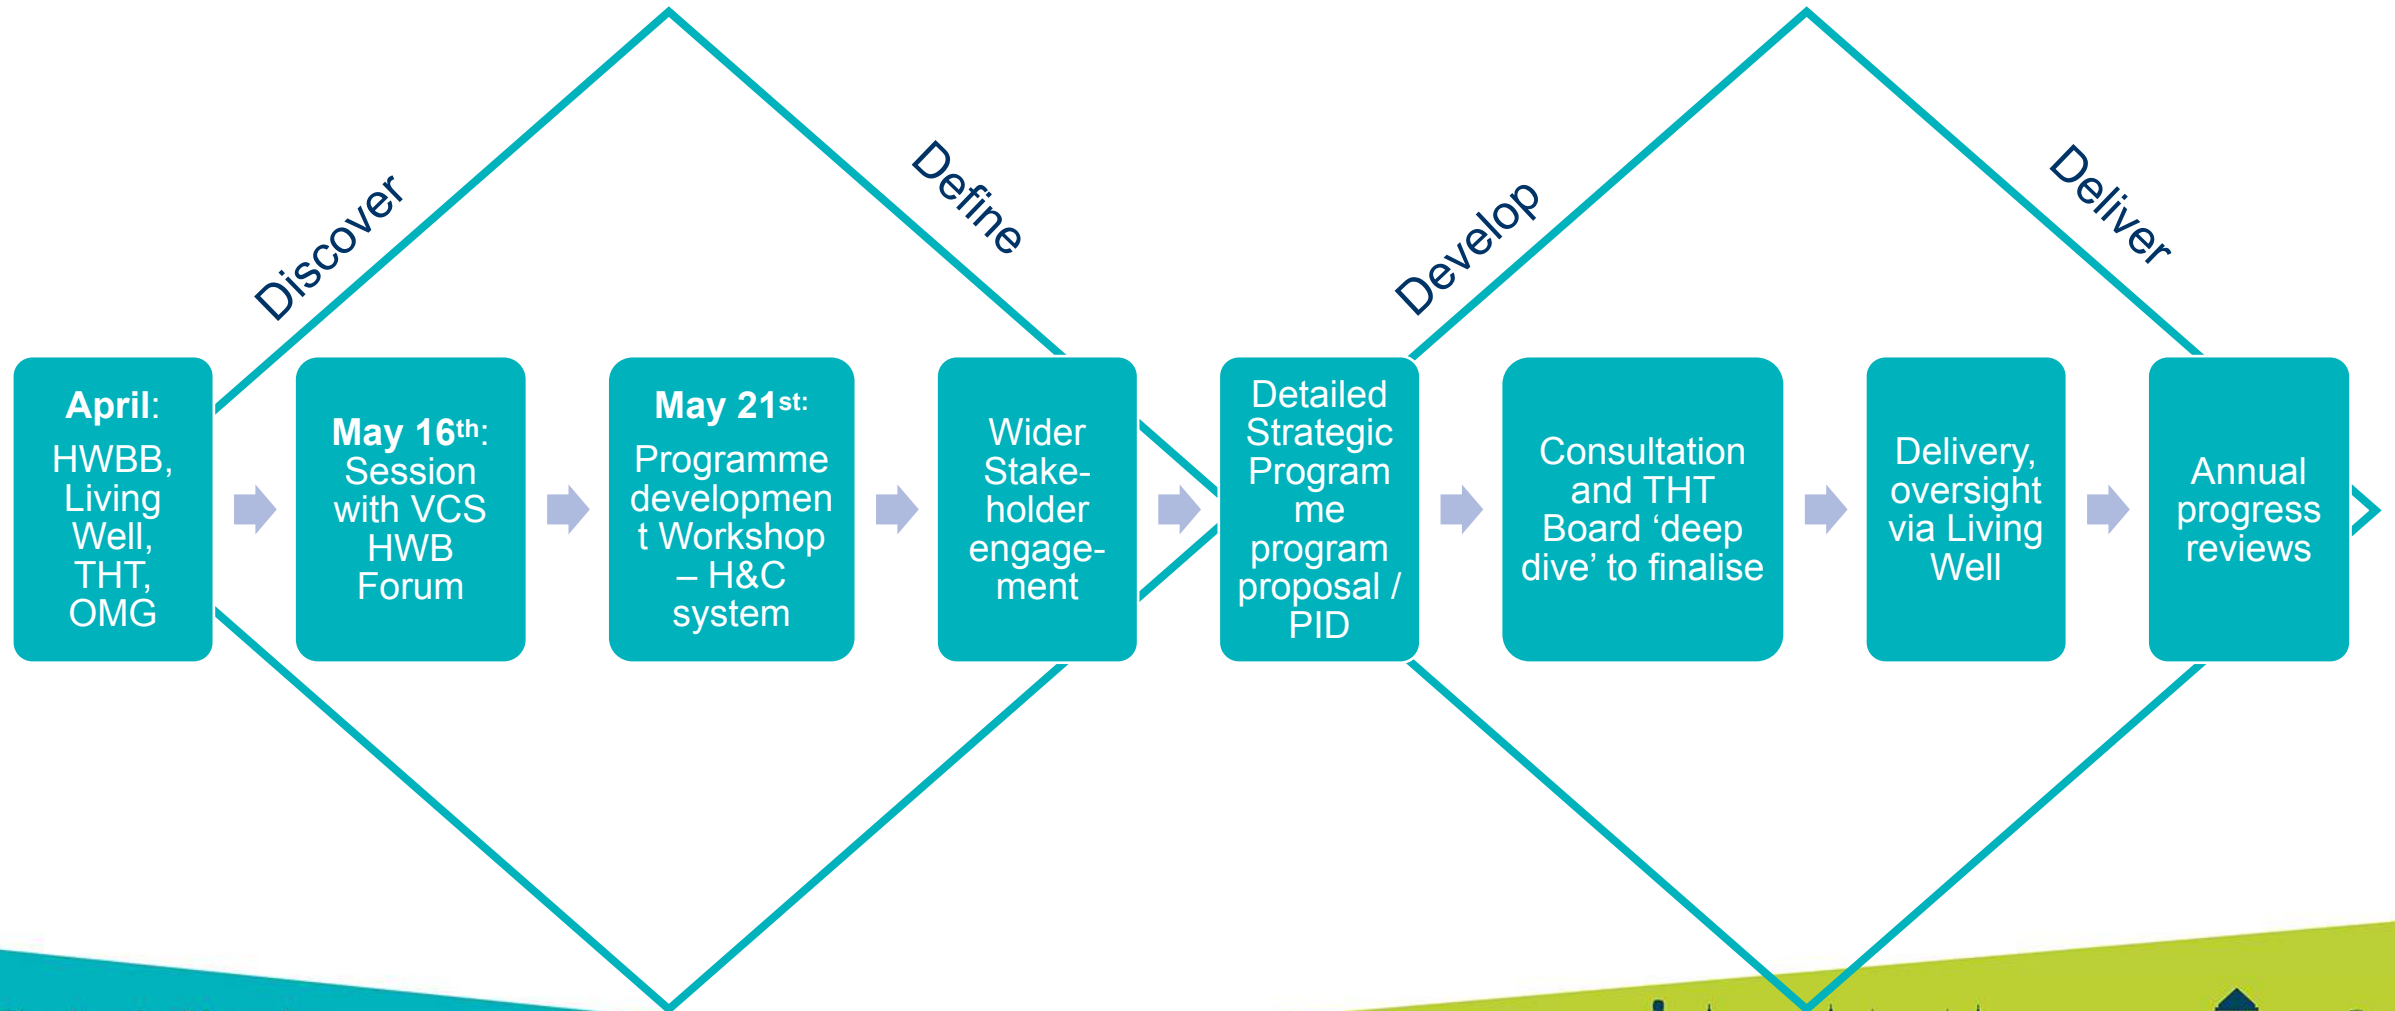 Discover
Define
Develop
Deliver
April:
HWBB,
Living
Well,
THT,
OMG
May 16th:
Session
with VCS
HWB
Forum
May 21st:
Programme
developmen
t Workshop
– H&C
system
Wider
Stake-
holder
engage-
ment
Detailed
Strategic
Program
me
program
proposal /
PID
Consultation
and THT
Board ‘deep
dive’ to finalise
Delivery,
oversight
via Living
Well
Annual
progress
reviews